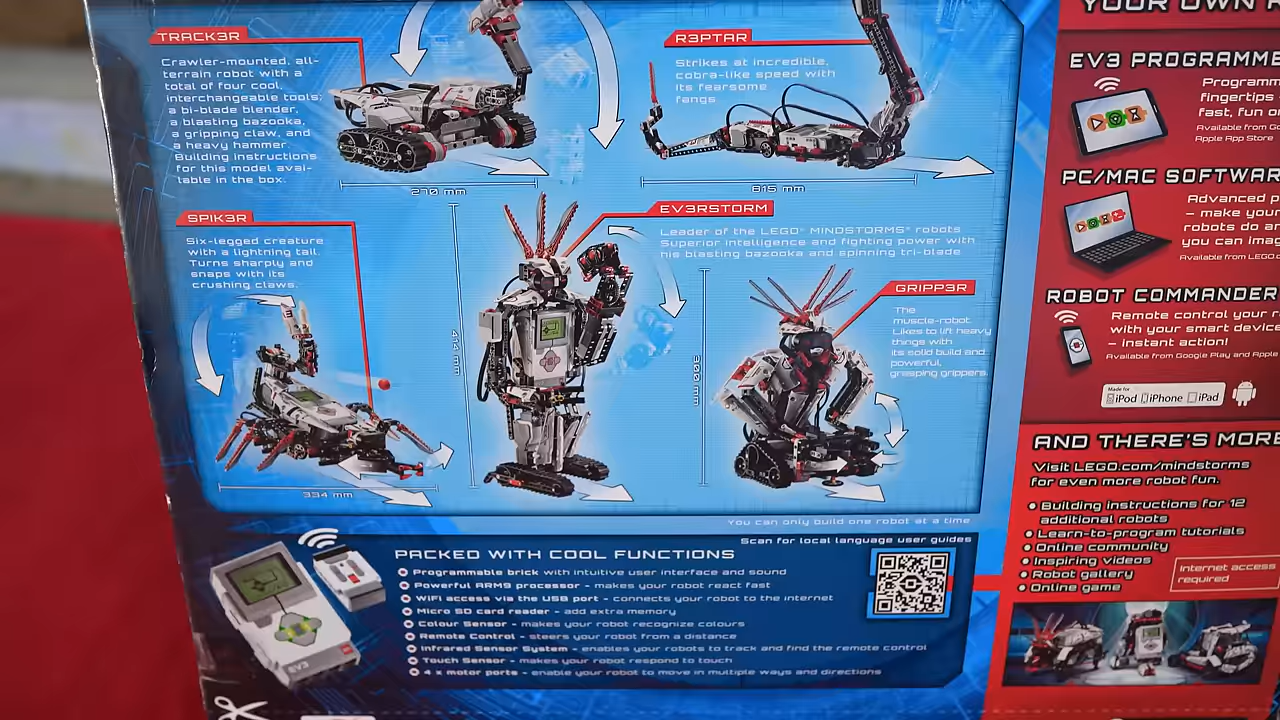 TRACK3R
Crawler-mounted, all-
terrain robot with a
total of four cool,
interchangeable tools:
a bi-blade blender,
a blasting bazooka,
a gripping claw, and
a heavy hammer.
Building instructions
for this model avai-
lable in the box.
270 mm
R3PTAR
Strikes at incredible,
cobra-like speed with
its fearsome
fangs
815 mm
SPIK3R
Six-legged creature
with a lightning tail.
Turns sharply and
snaps with its
crushing claws.
334 mm
EV3RSTORM
Leader of the LEGO® MINDSTORMS® robots
Superior intelligence and fighting power with
his blasting bazooka and spinning tri-blade
414 mm
GRIPP3R
The
muscle-robot.
Likes to lift heavy
things with
its solid build and
powerful,
grasping grippers.
300 mm
You can only build one robot at a time
Scan for local language user guides
PACKED WITH COOL FUNCTIONS
Programmable brick with intuitive user interface and sound
Powerful ARM9 processor - makes your robot react fast
WiFi access via the USB port - connects your robot to the internet
Micro SD card reader - add extra memory
Colour Sensor - makes your robot recognize colours
Remote Control - steers your robot from a distance
Infrared Sensor System - enables your robots to track and find the remote control
Touch Sensor - makes your robot respond to touch
4 x motor ports - enable your robot to move in multiple ways and directions
EV3
YOUR OWN
EV3 PROGRAMME
Programm
fingertips
fast, fun o
Available from Go
Apple App Store
PC/MAC SOFTWAR
Advanced p
– make your
robots do an
you can imag
Available from LEGO.c
ROBOT COMMANDER
Remote control your r
with your smart device
– instant action!
Available from Google Play and Apple
Made for
iPod iPhone iPad
AND THERE'S MORE
Visit LEGO.com/mindstorms
for even more robot fun.
Building instructions for 12
additional robots
Learn-to-program tutorials
Online community
Inspiring videos
Robot gallery
Online game
Internet access
required